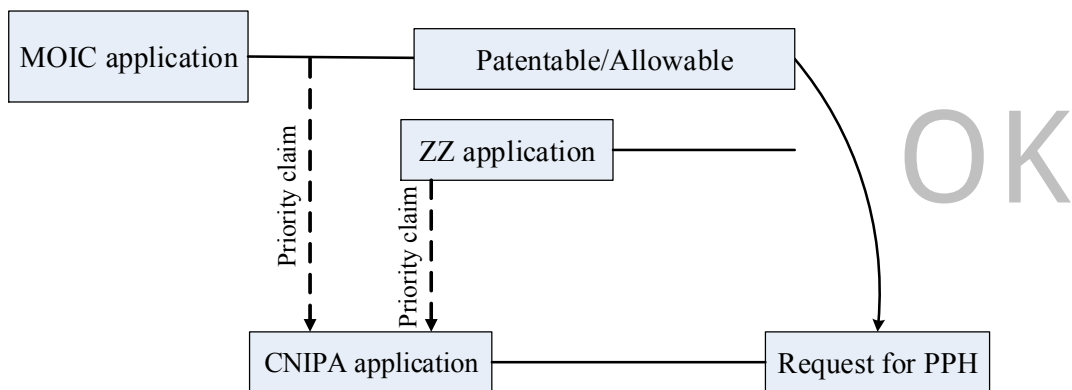 MOIC application
Patentable/Allowable
OK
ZZ application
Priority claim
Priority claim
CNIPA application
Request for PPH